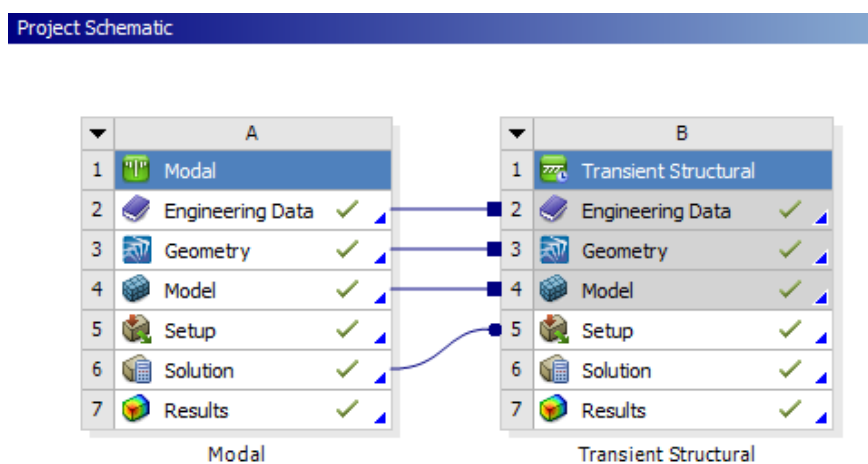 Project Schematic
A
1 Modal
2 Engineering Data
3 Geometry
4 Model
5 Setup
6 Solution
7 Results
Modal
B
1 Transient Structural
2 Engineering Data
3 Geometry
4 Model
5 Setup
6 Solution
7 Results
Transient Structural